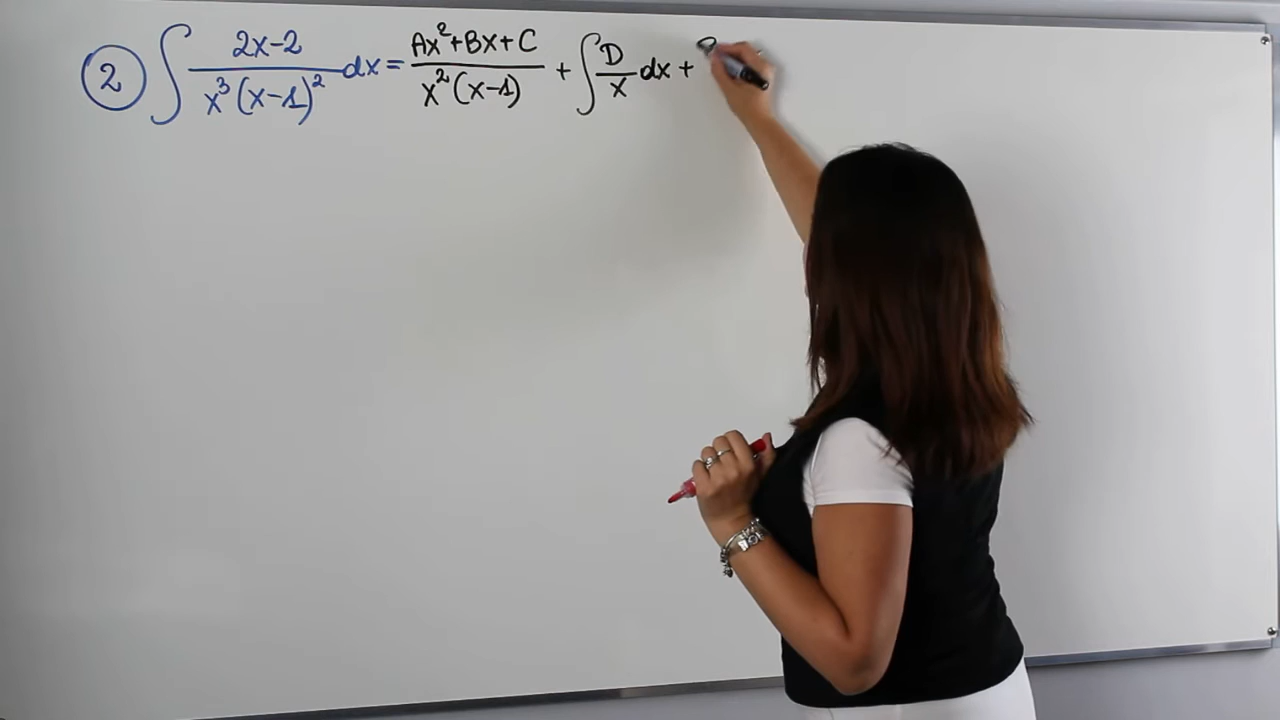 ② ∫ (2x-2)/(x³(x-1)²) dx = (Ax²+Bx+C)/(x²(x-1)) + ∫ D/x dx +